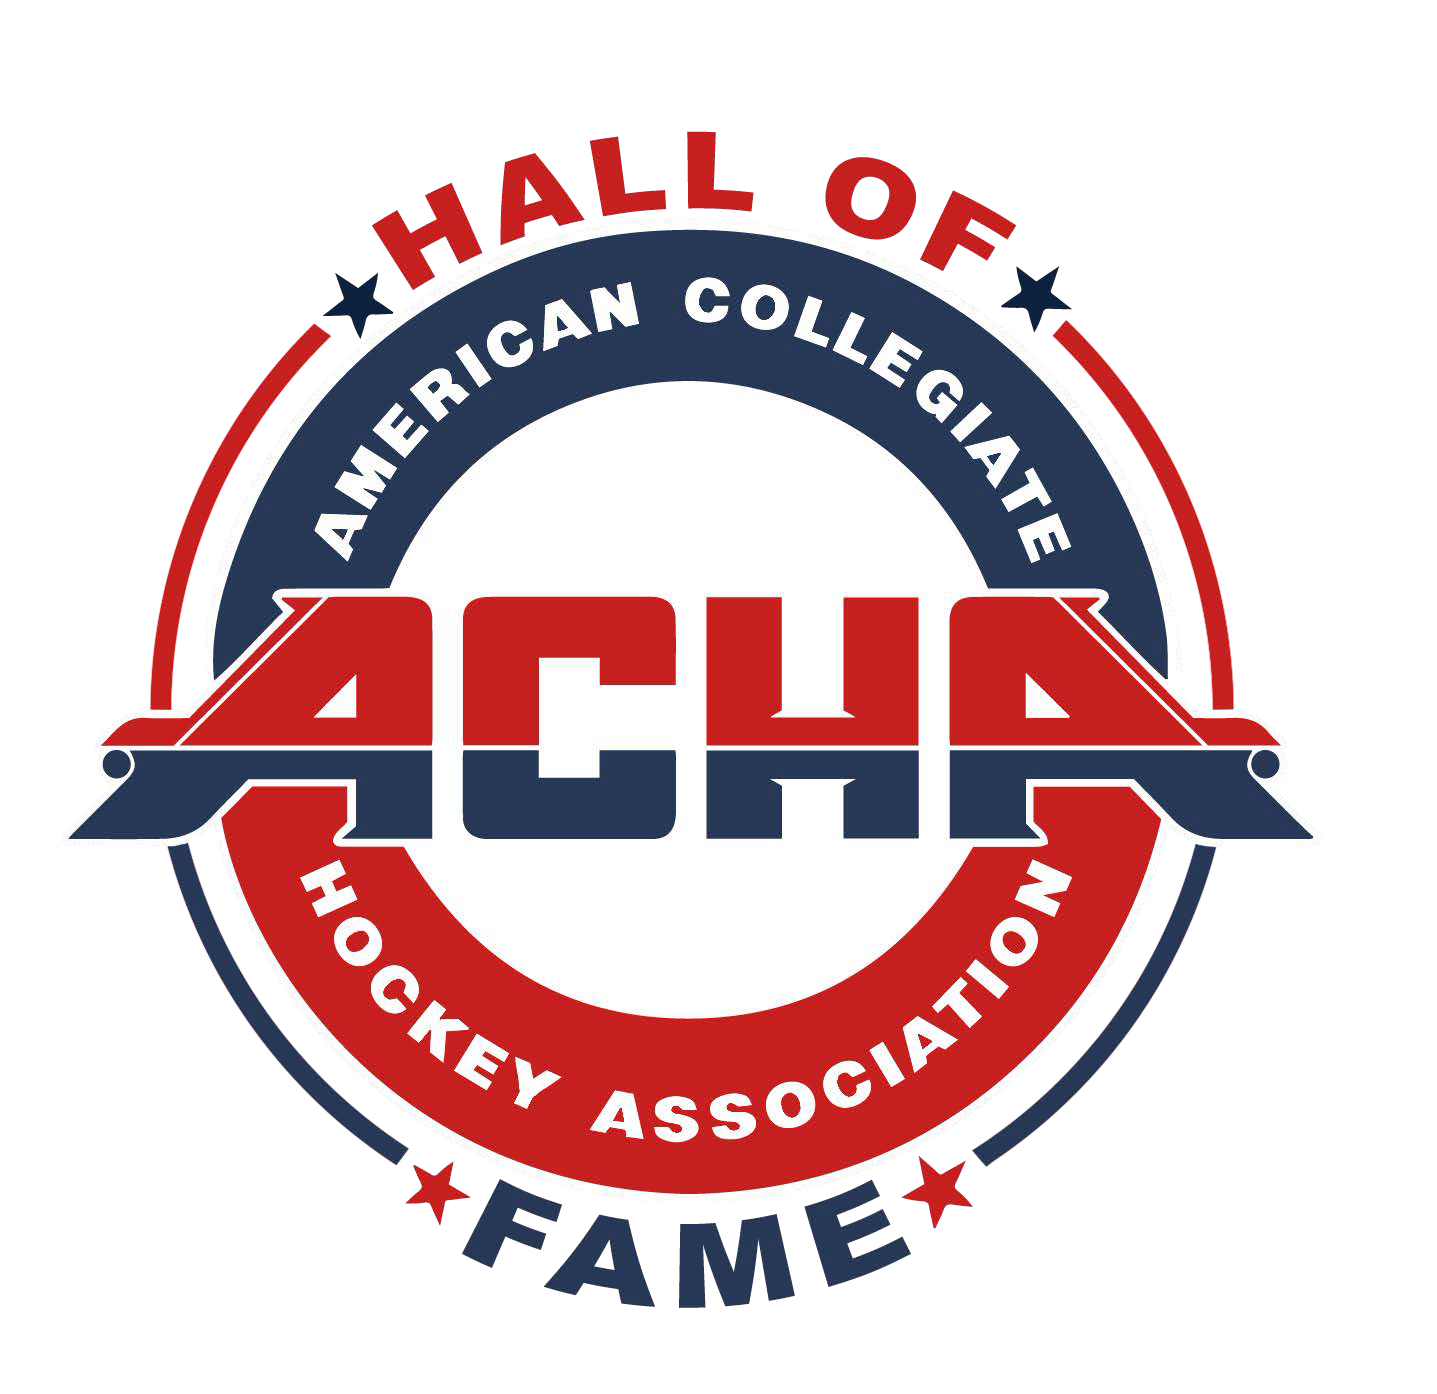 HALL OF
AMERICAN COLLEGIATE
ACHA
HOCKEY ASSOCIATION
FAME